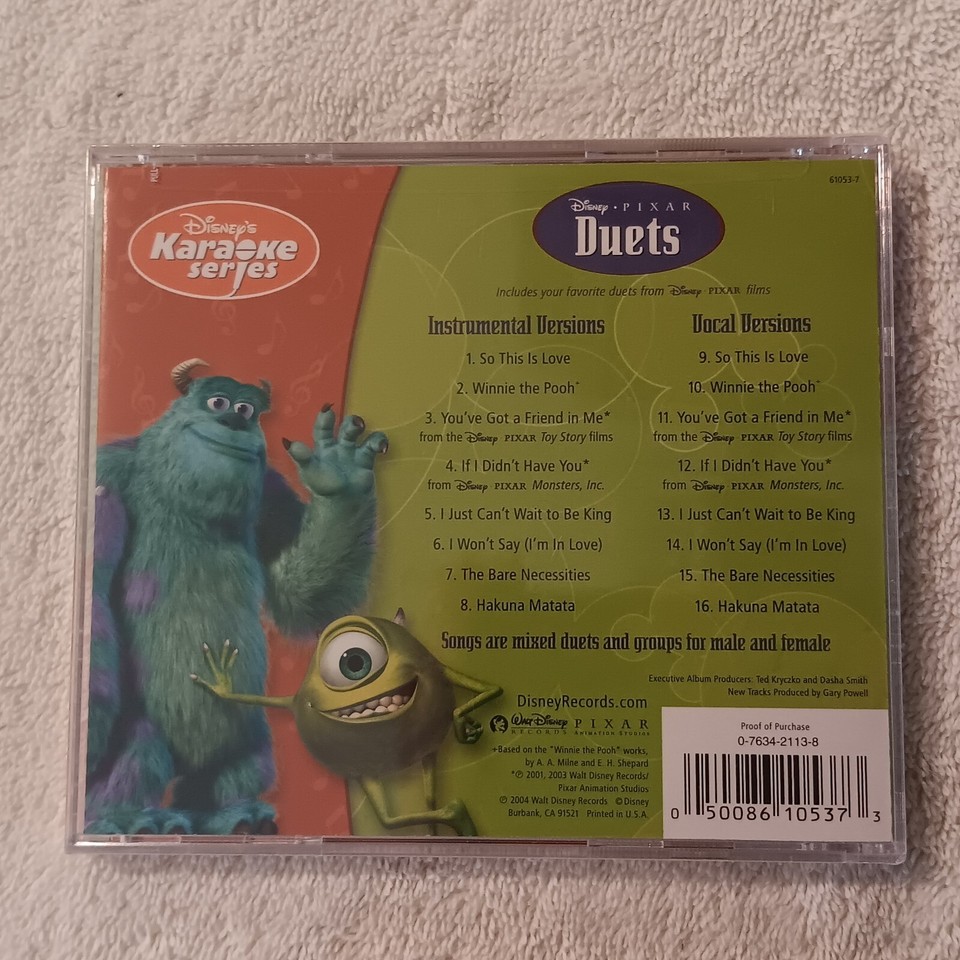 61053-7
Disney's
Karaoke
series
Disney · PIXAR
Duets
Includes your favorite duets from Disney · PIXAR films
Instrumental Versions
1. So This Is Love
2. Winnie the Pooh+
3. You've Got a Friend in Me*
from the Disney PIXAR Toy Story films
4. If I Didn't Have You*
from Disney PIXAR Monsters, Inc.
5. I Just Can't Wait to Be King
6. I Won't Say (I'm In Love)
7. The Bare Necessities
8. Hakuna Matata
Vocal Versions
9. So This Is Love
10. Winnie the Pooh+
11. You've Got a Friend in Me*
from the Disney PIXAR Toy Story films
12. If I Didn't Have You*
from Disney PIXAR Monsters, Inc.
13. I Just Can't Wait to Be King
14. I Won't Say (I'm In Love)
15. The Bare Necessities
16. Hakuna Matata
Songs are mixed duets and groups for male and female
Executive Album Producers: Ted Kryczko and Dasha Smith
New Tracks Produced by Gary Powell
DisneyRecords.com
Walt Disney RECORDS PIXAR ANIMATION STUDIOS
+Based on the "Winnie the Pooh" works,
by A. A. Milne and E. H. Shepard
*℗ 2001, 2003 Walt Disney Records/
Pixar Animation Studios
℗ 2004 Walt Disney Records © Disney
Burbank, CA 91521 Printed in U.S.A.
Proof of Purchase
0-7634-2113-8
0 50086 10537 3